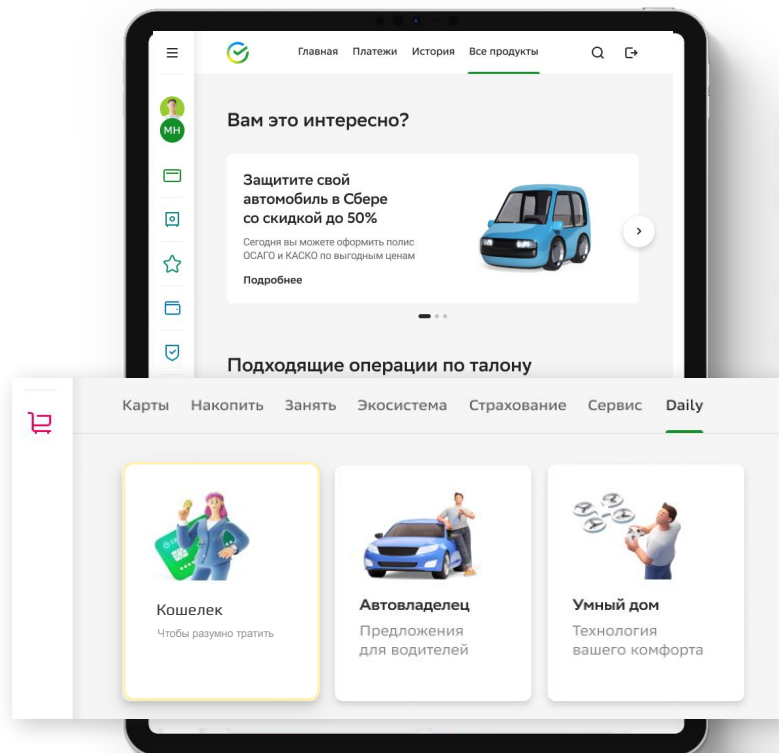 Главная Платежи История Все продукты
МН
Вам это интересно?
Защитите свой
автомобиль в Сбере
со скидкой до 50%
Сегодня вы можете оформить полис
ОСАГО и КАСКО по выгодным ценам
Подробнее
Подходящие операции по талону
Карты Накопить Занять Экосистема Страхование Сервис Daily
Кошелек
Чтобы разумно тратить
Автовладелец
Предложения
для водителей
Умный дом
Технология
вашего комфорта